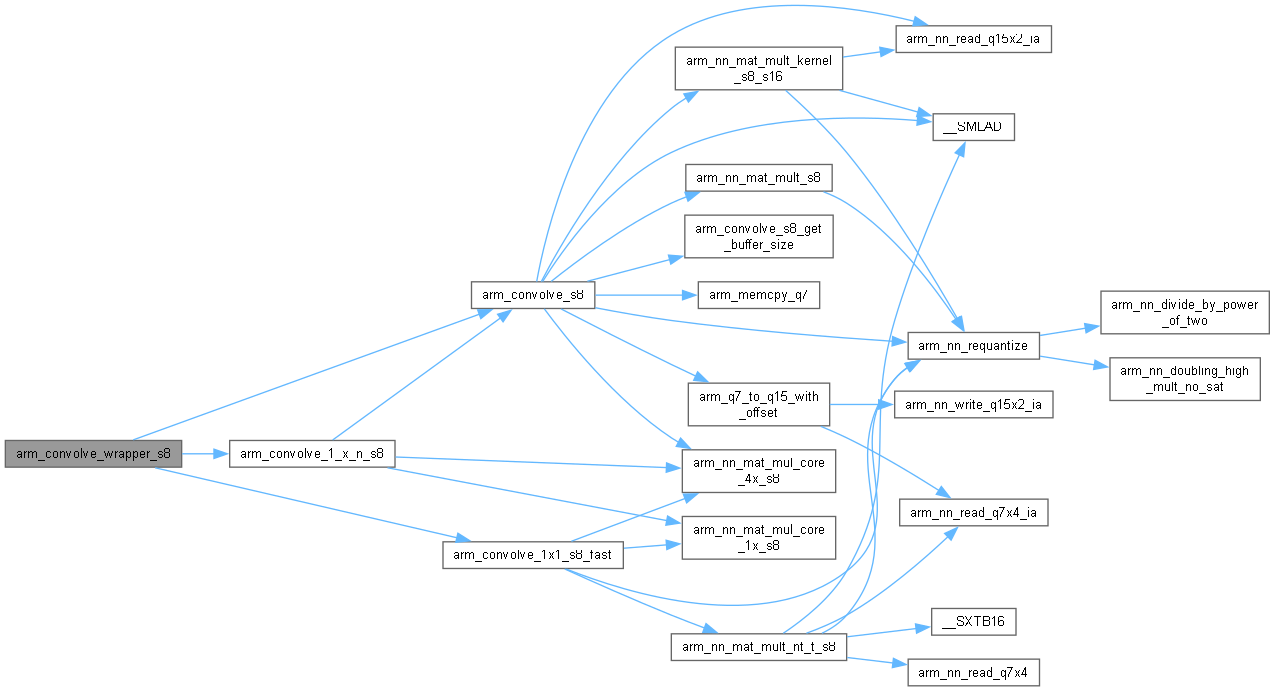 arm_nn_read_q15x2_ia
arm_nn_mat_mult_kernel
_s8_s16
__SMLAD
arm_nn_mat_mult_s8
arm_convolve_s8_get
_buffer_size
arm_convolve_s8
arm_memcpy_q7
arm_nn_divide_by_power
_of_two
arm_nn_requantize
arm_nn_doubling_high
_mult_no_sat
arm_q7_to_q15_with
_offset
arm_nn_write_q15x2_ia
arm_convolve_wrapper_s8
arm_convolve_1_x_n_s8
arm_nn_mat_mul_core
_4x_s8
arm_nn_read_q7x4_ia
arm_nn_mat_mul_core
_1x_s8
arm_convolve_1x1_s8_fast
__SXTB16
arm_nn_mat_mult_nt_t_s8
arm_nn_read_q7x4